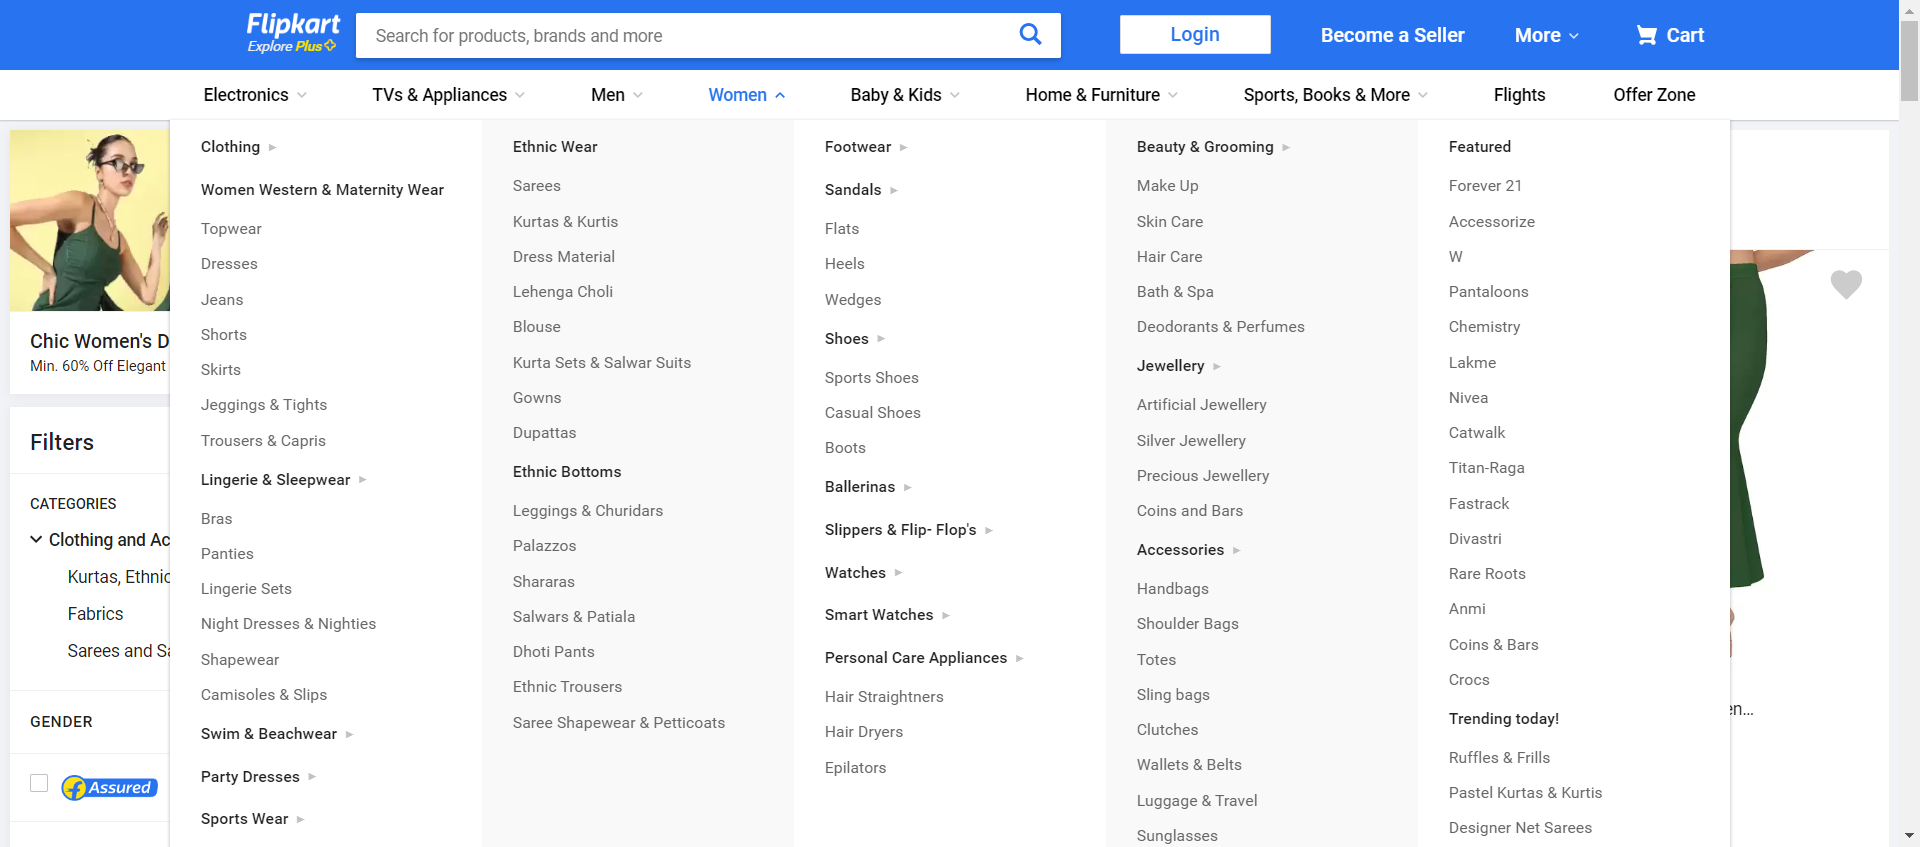 Flipkart
Explore Plus
Search for products, brands and more
Login
Become a Seller
More
Cart
Electronics
TVs & Appliances
Men
Women
Baby & Kids
Home & Furniture
Sports, Books & More
Flights
Offer Zone
Chic Women's D
Min. 60% Off Elegant
Filters
CATEGORIES
Clothing and Ac
Kurtas, Ethnic
Fabrics
Sarees and Sa
GENDER
Assured
Clothing
Women Western & Maternity Wear
Topwear
Dresses
Jeans
Shorts
Skirts
Jeggings & Tights
Trousers & Capris
Lingerie & Sleepwear
Bras
Panties
Lingerie Sets
Night Dresses & Nighties
Shapewear
Camisoles & Slips
Swim & Beachwear
Party Dresses
Sports Wear
Ethnic Wear
Sarees
Kurtas & Kurtis
Dress Material
Lehenga Choli
Blouse
Kurta Sets & Salwar Suits
Gowns
Dupattas
Ethnic Bottoms
Leggings & Churidars
Palazzos
Shararas
Salwars & Patiala
Dhoti Pants
Ethnic Trousers
Saree Shapewear & Petticoats
Footwear
Sandals
Flats
Heels
Wedges
Shoes
Sports Shoes
Casual Shoes
Boots
Ballerinas
Slippers & Flip- Flop's
Watches
Smart Watches
Personal Care Appliances
Hair Straightners
Hair Dryers
Epilators
Beauty & Grooming
Make Up
Skin Care
Hair Care
Bath & Spa
Deodorants & Perfumes
Jewellery
Artificial Jewellery
Silver Jewellery
Precious Jewellery
Coins and Bars
Accessories
Handbags
Shoulder Bags
Totes
Sling bags
Clutches
Wallets & Belts
Luggage & Travel
Sunglasses
Featured
Forever 21
Accessorize
W
Pantaloons
Chemistry
Lakme
Nivea
Catwalk
Titan-Raga
Fastrack
Divastri
Rare Roots
Anmi
Coins & Bars
Crocs
Trending today!
Ruffles & Frills
Pastel Kurtas & Kurtis
Designer Net Sarees
en...